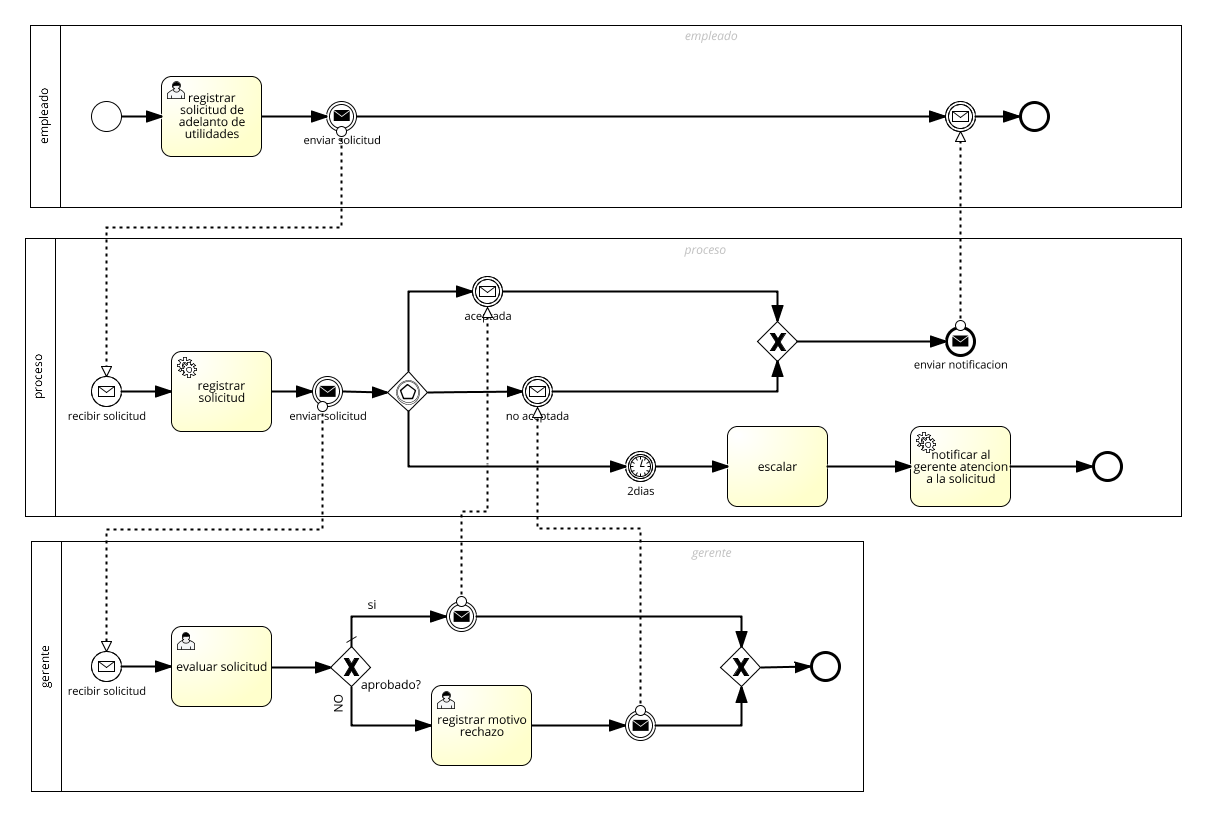 empleado
empleado
registrar
solicitud de
adelanto de
utilidades
enviar solicitud
proceso
proceso
aceptada
recibir solicitud
registrar
solicitud
enviar solicitud
no aceptada
enviar notificacion
2dias
escalar
notificar al
gerente atencion
a la solicitud
gerente
gerente
recibir solicitud
evaluar solicitud
si
aprobado?
NO
registrar motivo
rechazo